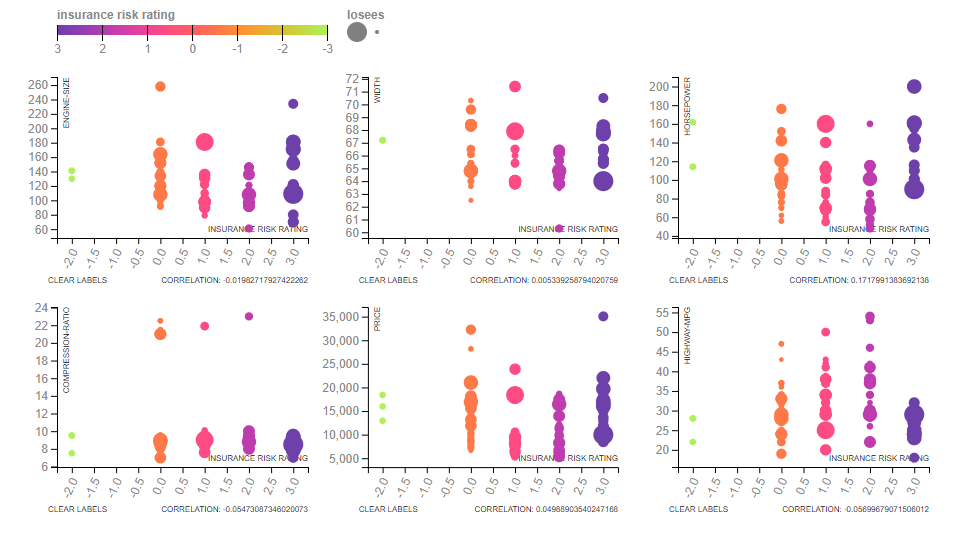 insurance risk rating losees
3 2 1 0 -1 -2 -3
260 240 220 200 180 160 140 120 100 80 60
ENGINE-SIZE
INSURANCE RISK RATING
-2.0 -1.5 -1.0 -0.5 0.0 0.5 1.0 1.5 2.0 2.5 3.0
CLEAR LABELS CORRELATION: -0.01982717927422262
72 71 70 69 68 67 66 65 64 63 62 61 60
WIDTH
INSURANCE RISK RATING
-2.0 -1.5 -1.0 -0.5 0.0 0.5 1.0 1.5 2.0 2.5 3.0
CLEAR LABELS CORRELATION: 0.005339258794020759
200 180 160 140 120 100 80 60 40
HORSEPOWER
INSURANCE RISK RATING
-2.0 -1.5 -1.0 -0.5 0.0 0.5 1.0 1.5 2.0 2.5 3.0
CLEAR LABELS CORRELATION: 0.1717991383692138
24 22 20 18 16 14 12 10 8 6
COMPRESSION-RATIO
INSURANCE RISK RATING
-2.0 -1.5 -1.0 -0.5 0.0 0.5 1.0 1.5 2.0 2.5 3.0
CLEAR LABELS CORRELATION: -0.05473087346020073
35,000 30,000 25,000 20,000 15,000 10,000 5,000
PRICE
INSURANCE RISK RATING
-2.0 -1.5 -1.0 -0.5 0.0 0.5 1.0 1.5 2.0 2.5 3.0
CLEAR LABELS CORRELATION: 0.04988903540247168
55 50 45 40 35 30 25 20
HIGHWAY-MPG
INSURANCE RISK RATING
-2.0 -1.5 -1.0 -0.5 0.0 0.5 1.0 1.5 2.0 2.5 3.0
CLEAR LABELS CORRELATION: -0.05699679071506012